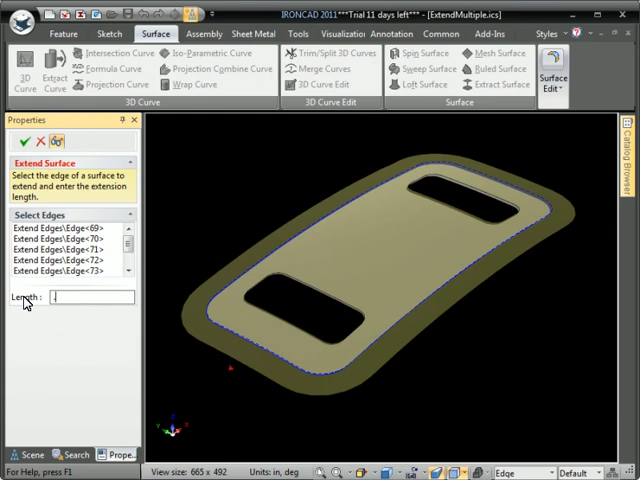 IRONCAD 2011***Trial 11 days left*** - [ExtendMultiple.ics]
Feature Sketch Surface Assembly Sheet Metal Tools Visualization Annotation Common Add-Ins Styles
3D Curve
Extract Curve
Intersection Curve
Formula Curve
Projection Curve
Iso-Parametric Curve
Projection Combine Curve
Wrap Curve
3D Curve
Trim/Split 3D Curves
Merge Curves
3D Curve Edit
3D Curve Edit
Spin Surface
Sweep Surface
Loft Surface
Mesh Surface
Ruled Surface
Extract Surface
Surface
Surface Edit
Properties
Extend Surface
Select the edge of a surface to
extend and enter the extension
length.
Select Edges
Extend Edges\Edge<69>
Extend Edges\Edge<70>
Extend Edges\Edge<71>
Extend Edges\Edge<72>
Extend Edges\Edge<73>
Length : .
Catalog Browser
Scene Search Prope...
For Help, press F1
View size: 665 x 492
Units: in, deg
Edge
Default